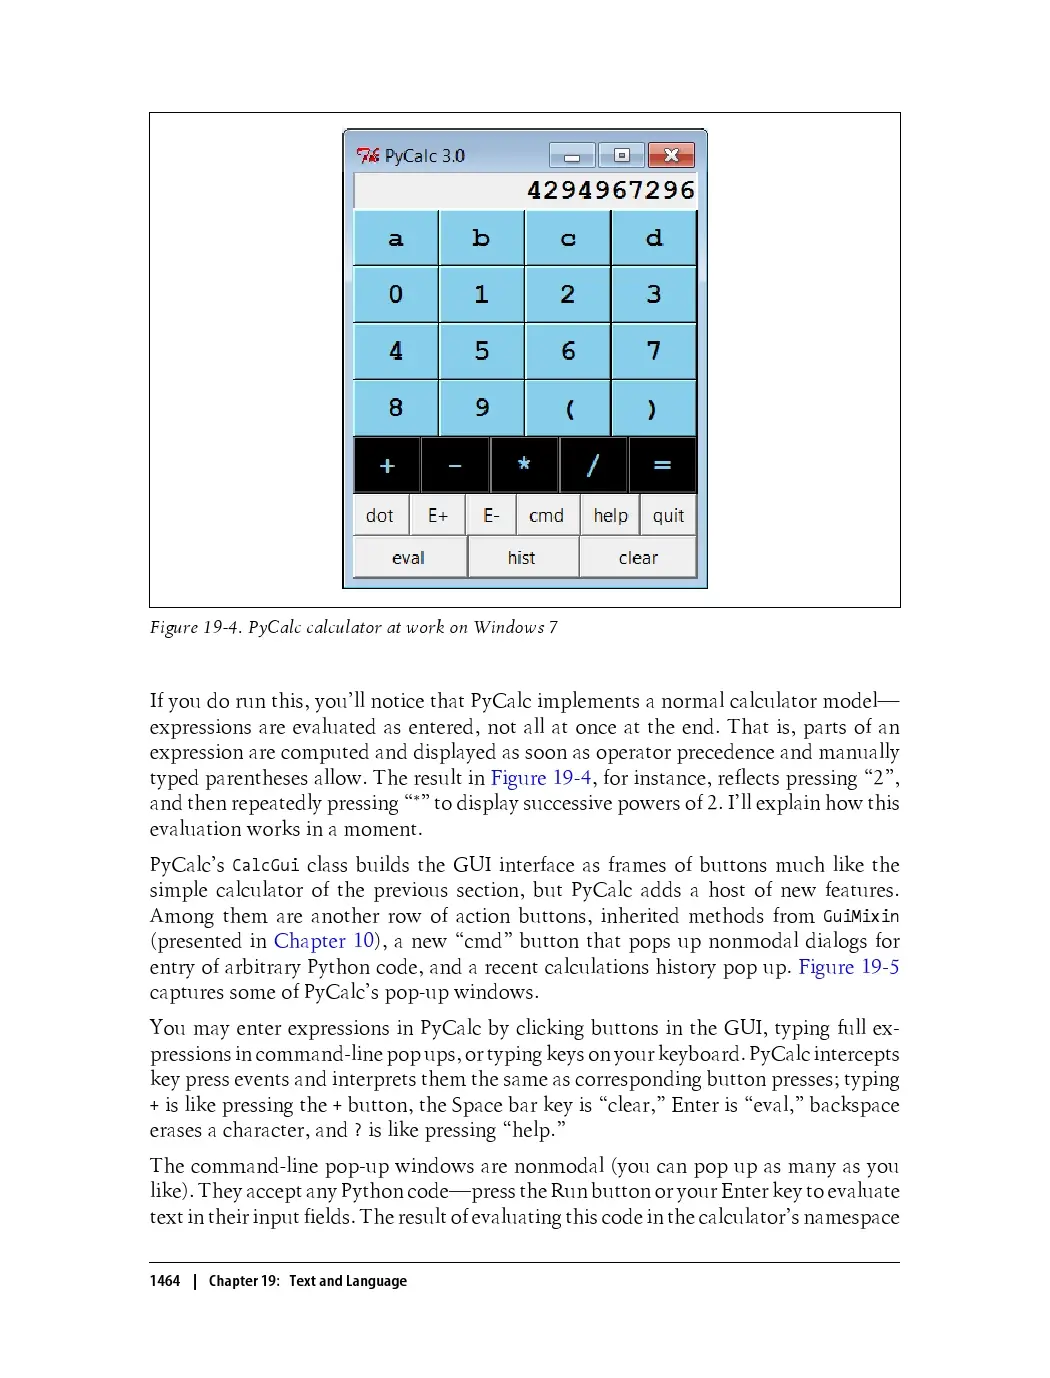 PyCalc 3.0
4294967296
a b c d
0 1 2 3
4 5 6 7
8 9 ( )
+ - * / =
dot E+ E- cmd help quit
eval hist clear
Figure 19-4. PyCalc calculator at work on Windows 7
If you do run this, you’ll notice that PyCalc implements a normal calculator model—
expressions are evaluated as entered, not all at once at the end. That is, parts of an
expression are computed and displayed as soon as operator precedence and manually
typed parentheses allow. The result in Figure 19-4, for instance, reflects pressing “2”,
and then repeatedly pressing “*” to display successive powers of 2. I’ll explain how this
evaluation works in a moment.
PyCalc’s CalcGui class builds the GUI interface as frames of buttons much like the
simple calculator of the previous section, but PyCalc adds a host of new features.
Among them are another row of action buttons, inherited methods from GuiMixin
(presented in Chapter 10), a new “cmd” button that pops up nonmodal dialogs for
entry of arbitrary Python code, and a recent calculations history pop up. Figure 19-5
captures some of PyCalc’s pop-up windows.
You may enter expressions in PyCalc by clicking buttons in the GUI, typing full ex-
pressions in command-line pop ups, or typing keys on your keyboard. PyCalc intercepts
key press events and interprets them the same as corresponding button presses; typing
+ is like pressing the + button, the Space bar key is “clear,” Enter is “eval,” backspace
erases a character, and ? is like pressing “help.”
The command-line pop-up windows are nonmodal (you can pop up as many as you
like). They accept any Python code—press the Run button or your Enter key to evaluate
text in their input fields. The result of evaluating this code in the calculator’s namespace
1464 | Chapter 19: Text and Language